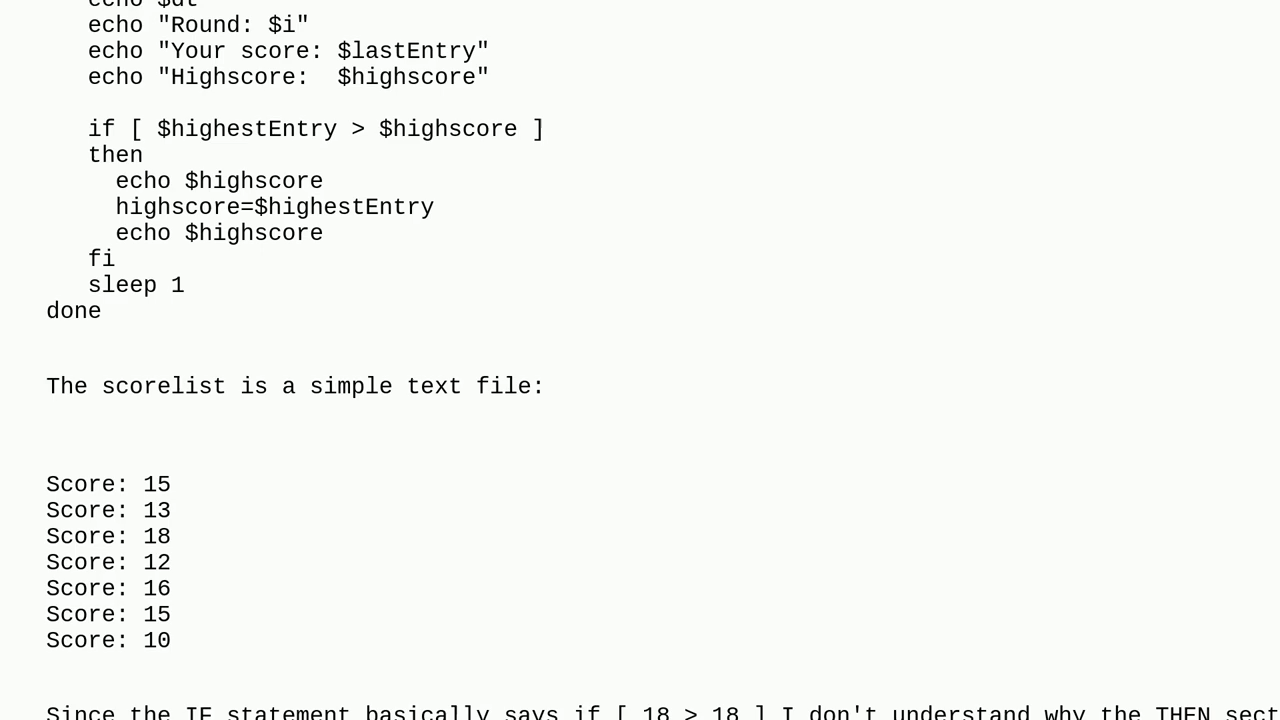 echo $dt
echo "Round: $i"
echo "Your score: $lastEntry"
echo "Highscore:  $highscore"
if [ $highestEntry > $highscore ]
then
echo $highscore
highscore=$highestEntry
echo $highscore
fi
sleep 1
done
The scorelist is a simple text file:
Score: 15
Score: 13
Score: 18
Score: 12
Score: 16
Score: 15
Score: 10
Since the IF statement basically says if [ 18 > 18 ] I don't understand why the THEN sect